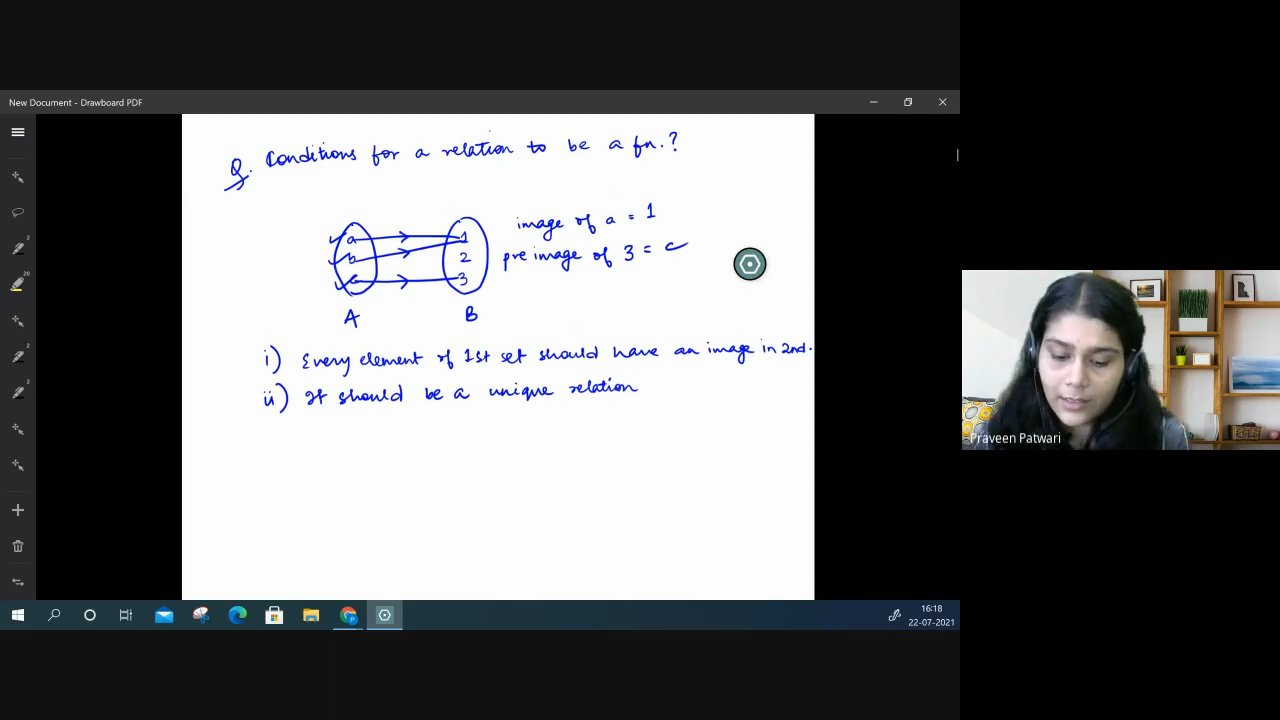 New Document - Drawboard PDF
Q. Conditions for a relation to be a fn.?
a 1
b 2
c 3
A B
image of a = 1
pre image of 3 = c
i) Every element of 1st set should have an image in 2nd.
ii) It should be a unique relation
Praveen Patwari
16:18
22-07-2021